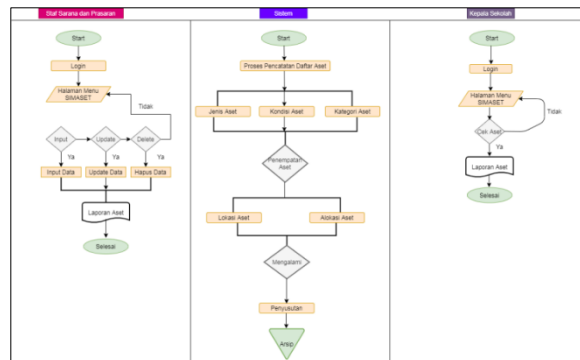 Staf Sarana dan Prasaran
Start
Login
Halaman Menu
SIMASET
Tidak
Input
Update
Delete
Ya
Ya
Ya
Input Data
Update Data
Hapus Data
Laporan Aset
Selesai
Sistem
Start
Proses Pencatatan Daftar Aset
Jenis Aset
Kondisi Aset
Kategori Aset
Penempatan
Aset
Lokasi Aset
Alokasi Aset
Mengalami
Penyusutan
Arsip
Kepala Sekolah
Start
Login
Halaman Menu
SIMASET
Tidak
Cek Aset
Ya
Laporan Aset
Selesai